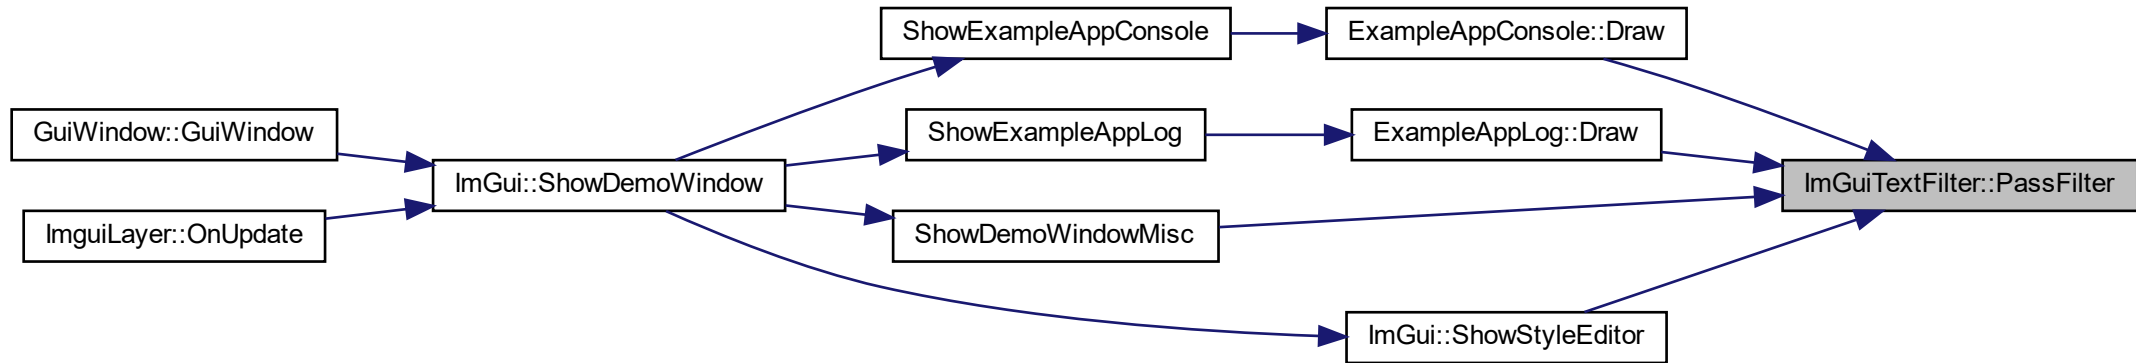 ShowExampleAppConsole
ExampleAppConsole::Draw
GuiWindow::GuiWindow
ShowExampleAppLog
ExampleAppLog::Draw
ImGui::ShowDemoWindow
ImGuiTextFilter::PassFilter
ImguiLayer::OnUpdate
ShowDemoWindowMisc
ImGui::ShowStyleEditor